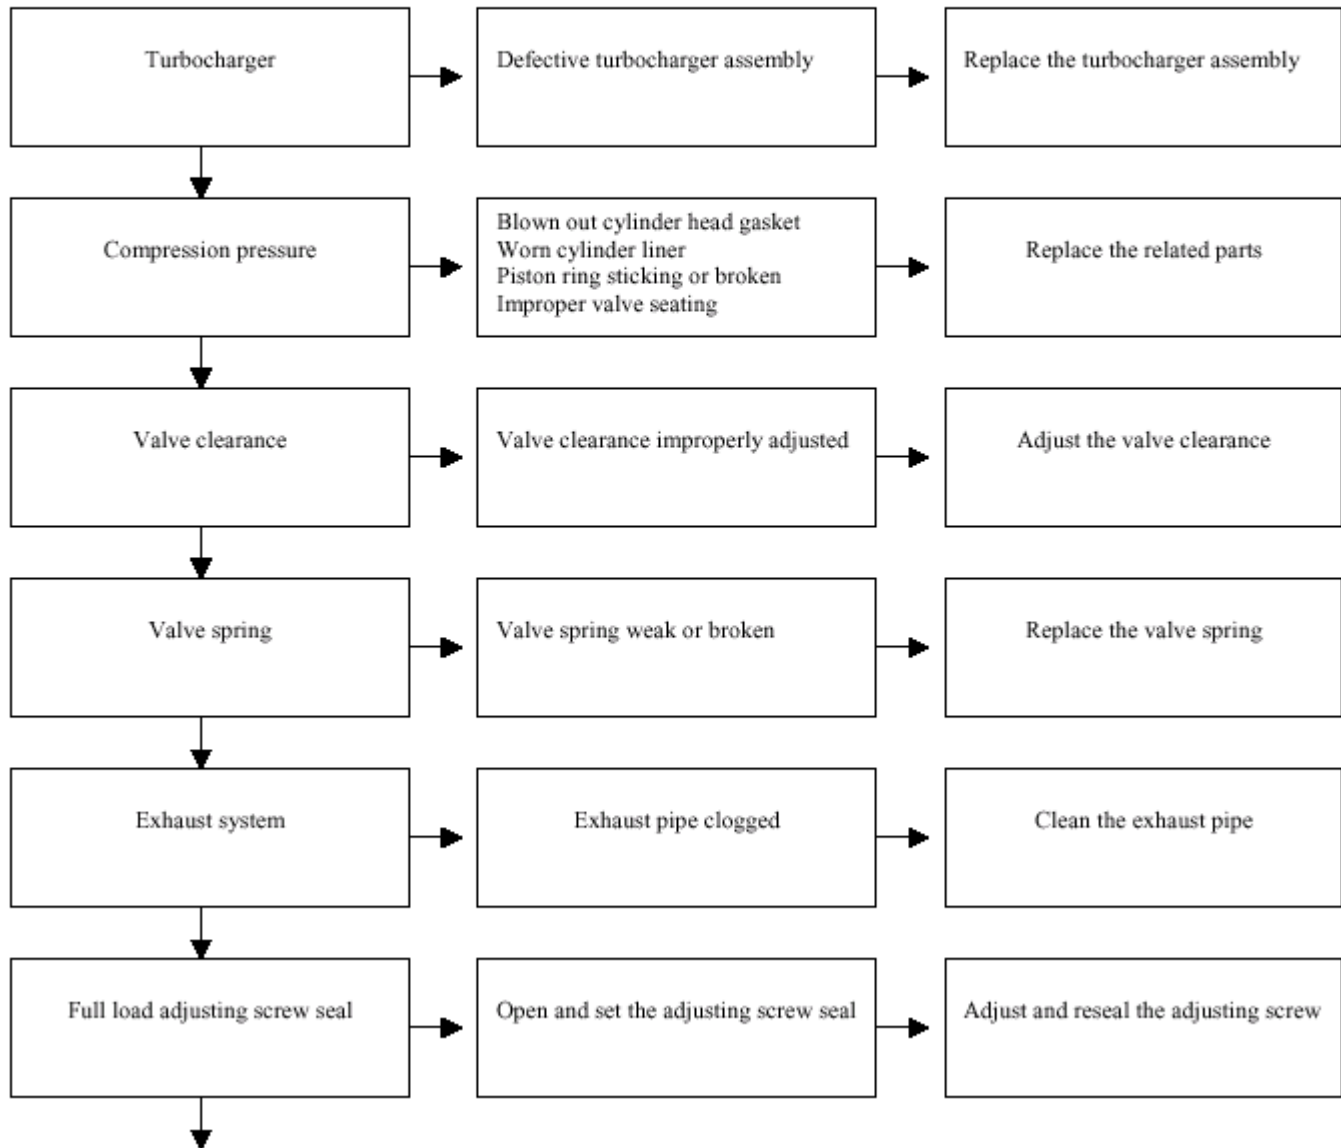 Turbocharger
Defective turbocharger assembly
Replace the turbocharger assembly
Compression pressure
Blown out cylinder head gasket
Worn cylinder liner
Piston ring sticking or broken
Improper valve seating
Replace the related parts
Valve clearance
Valve clearance improperly adjusted
Adjust the valve clearance
Valve spring
Valve spring weak or broken
Replace the valve spring
Exhaust system
Exhaust pipe clogged
Clean the exhaust pipe
Full load adjusting screw seal
Open and set the adjusting screw seal
Adjust and reseal the adjusting screw